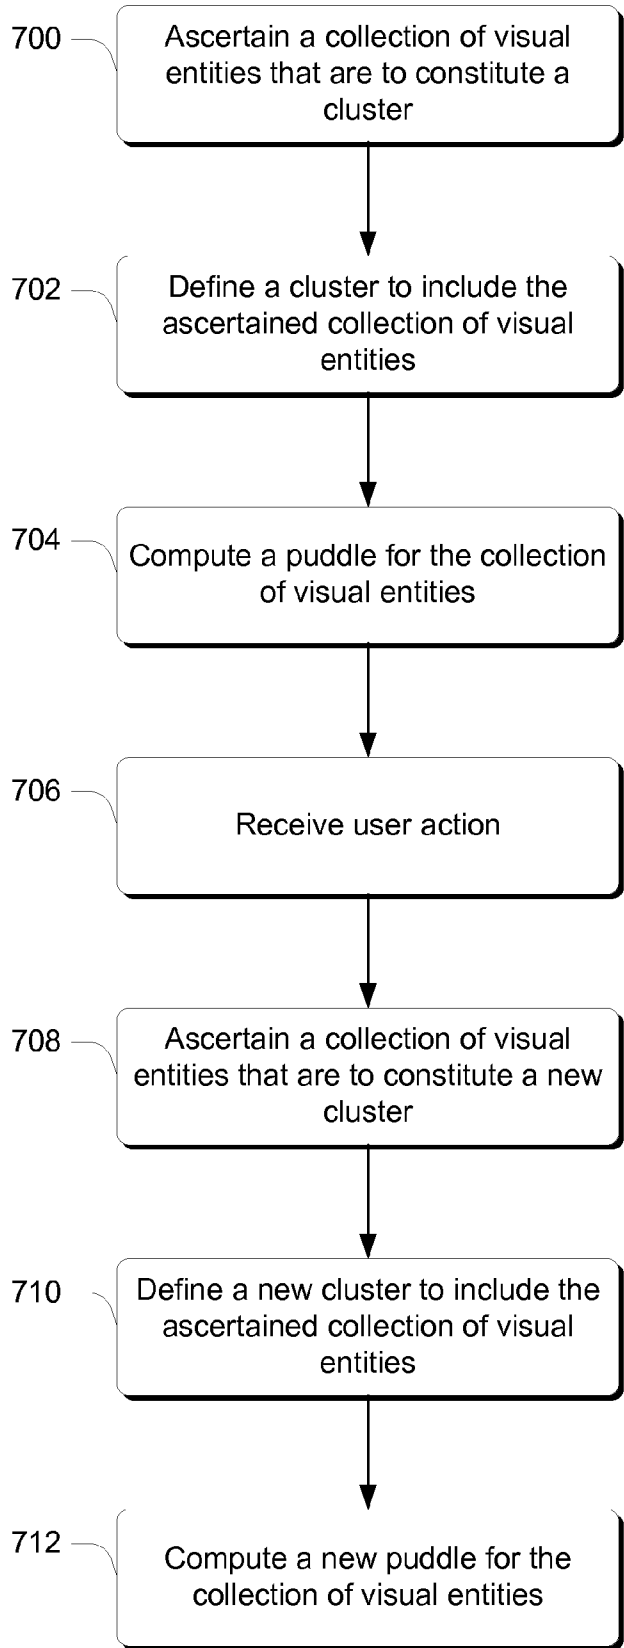 700
Ascertain a collection of visual
entities that are to constitute a
cluster
702
Define a cluster to include the
ascertained collection of visual
entities
704
Compute a puddle for the collection
of visual entities
706
Receive user action
708
Ascertain a collection of visual
entities that are to constitute a new
cluster
710
Define a new cluster to include the
ascertained collection of visual
entities
712
Compute a new puddle for the
collection of visual entities